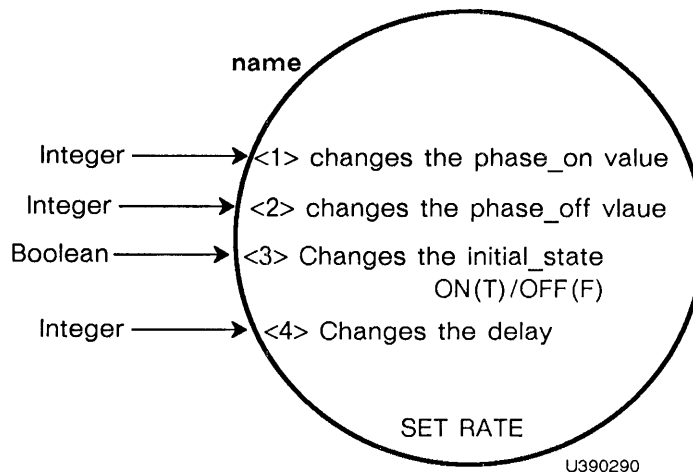 name
Integer <1> changes the phase_on value
Integer <2> changes the phase_off vlaue
Boolean <3> Changes the initial_state
ON(T)/OFF(F)
Integer <4> Changes the delay
SET RATE
U390290